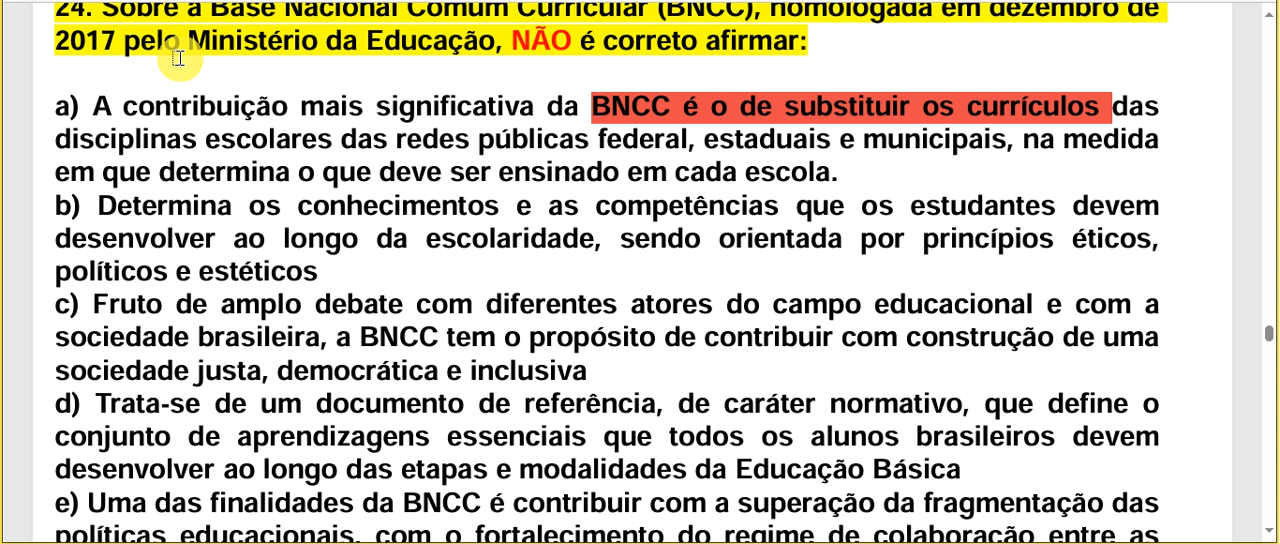 24. Sobre a Base Nacional Comum Curricular (BNCC), homologada em dezembro de
2017 pelo Ministério da Educação, NÃO é correto afirmar:
a) A contribuição mais significativa da BNCC é o de substituir os currículos das
disciplinas escolares das redes públicas federal, estaduais e municipais, na medida
em que determina o que deve ser ensinado em cada escola.
b) Determina os conhecimentos e as competências que os estudantes devem
desenvolver ao longo da escolaridade, sendo orientada por princípios éticos,
políticos e estéticos
c) Fruto de amplo debate com diferentes atores do campo educacional e com a
sociedade brasileira, a BNCC tem o propósito de contribuir com construção de uma
sociedade justa, democrática e inclusiva
d) Trata-se de um documento de referência, de caráter normativo, que define o
conjunto de aprendizagens essenciais que todos os alunos brasileiros devem
desenvolver ao longo das etapas e modalidades da Educação Básica
e) Uma das finalidades da BNCC é contribuir com a superação da fragmentação das
políticas educacionais, com o fortalecimento do regime de colaboração entre as